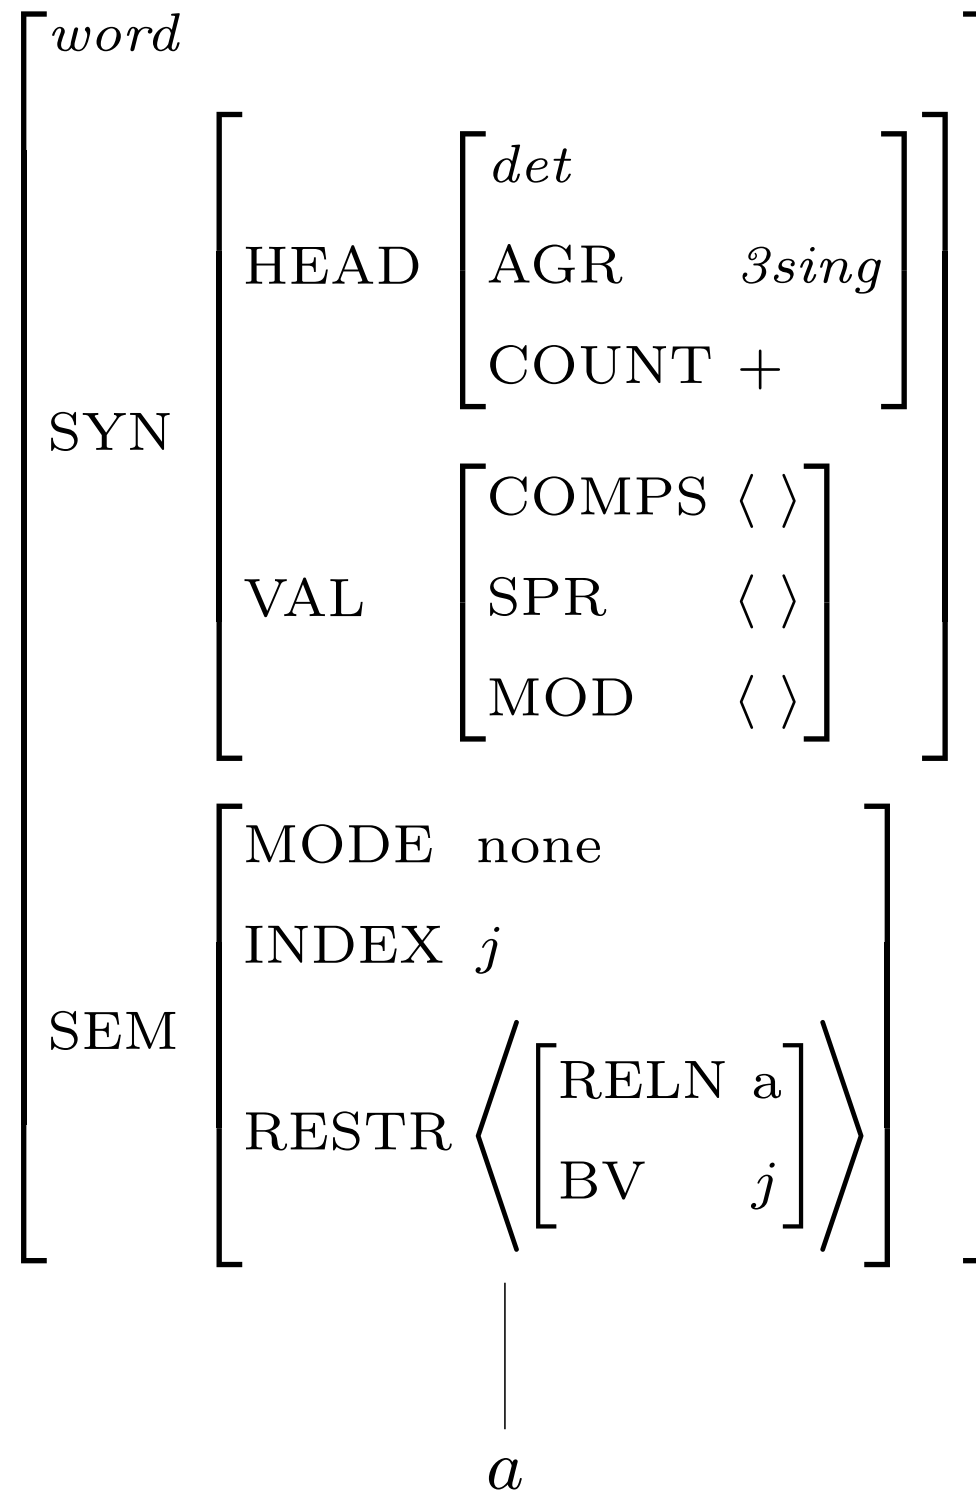 word
det
HEAD AGR 3sing
COUNT +
SYN
COMPS ⟨ ⟩
VAL SPR ⟨ ⟩
MOD ⟨ ⟩
MODE none
INDEX j
SEM
RELN a
RESTR
BV j
a